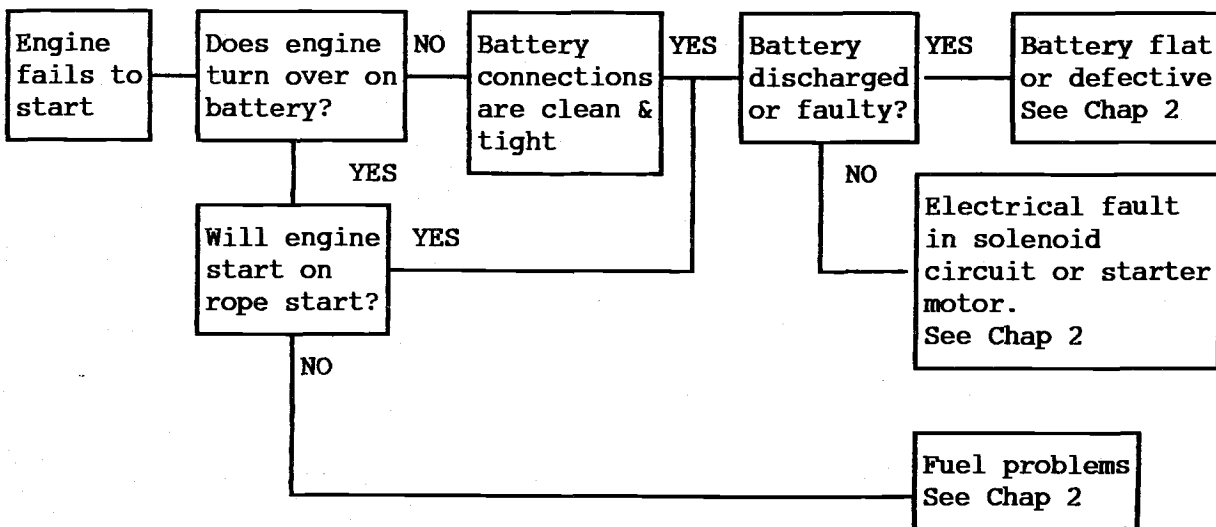 Engine
fails to
start
Does engine
turn over on
battery?
NO
Battery
connections
are clean &
tight
YES
Battery
discharged
or faulty?
YES
Battery flat
or defective
See Chap 2
YES
NO
Will engine
start on
rope start?
YES
Electrical fault
in solenoid
circuit or starter
motor.
See Chap 2
NO
Fuel problems
See Chap 2